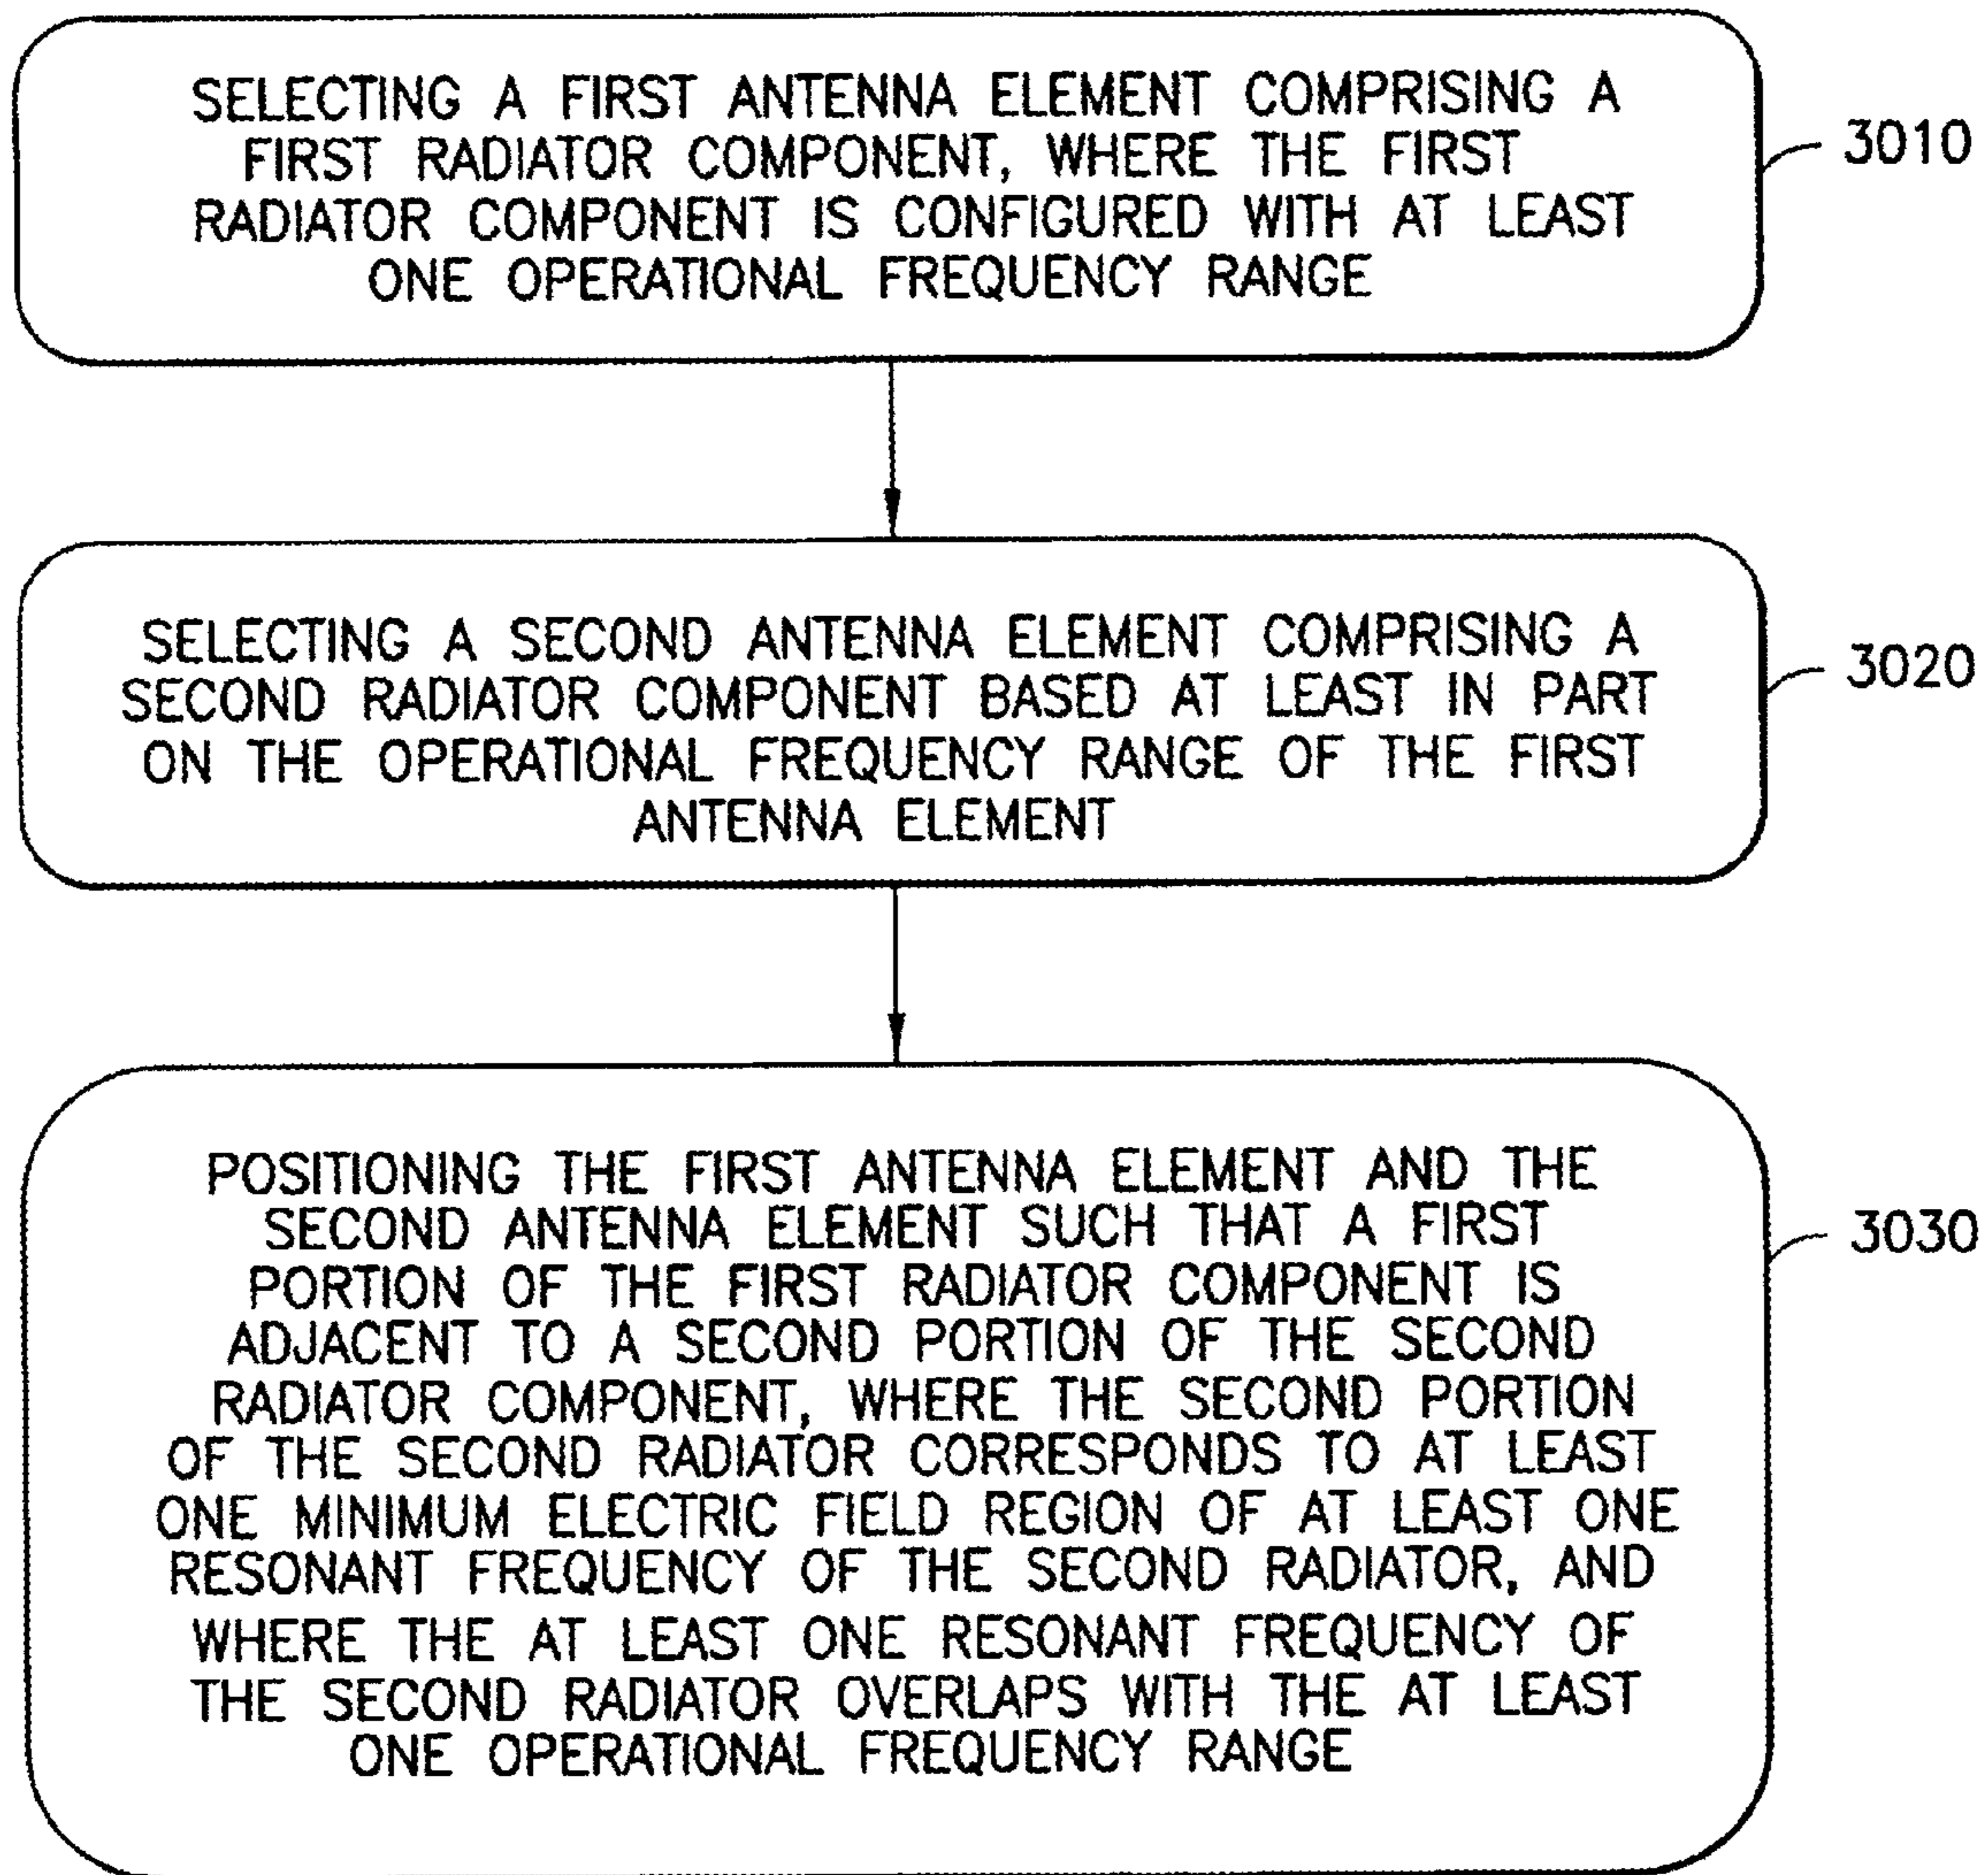 SELECTING A FIRST ANTENNA ELEMENT COMPRISING A
FIRST RADIATOR COMPONENT, WHERE THE FIRST
RADIATOR COMPONENT IS CONFIGURED WITH AT LEAST
ONE OPERATIONAL FREQUENCY RANGE
3010
SELECTING A SECOND ANTENNA ELEMENT COMPRISING A
SECOND RADIATOR COMPONENT BASED AT LEAST IN PART
ON THE OPERATIONAL FREQUENCY RANGE OF THE FIRST
ANTENNA ELEMENT
3020
POSITIONING THE FIRST ANTENNA ELEMENT AND THE
SECOND ANTENNA ELEMENT SUCH THAT A FIRST
PORTION OF THE FIRST RADIATOR COMPONENT IS
ADJACENT TO A SECOND PORTION OF THE SECOND
RADIATOR COMPONENT, WHERE THE SECOND PORTION
OF THE SECOND RADIATOR CORRESPONDS TO AT LEAST
ONE MINIMUM ELECTRIC FIELD REGION OF AT LEAST ONE
RESONANT FREQUENCY OF THE SECOND RADIATOR, AND
WHERE THE AT LEAST ONE RESONANT FREQUENCY OF
THE SECOND RADIATOR OVERLAPS WITH THE AT LEAST
ONE OPERATIONAL FREQUENCY RANGE
3030